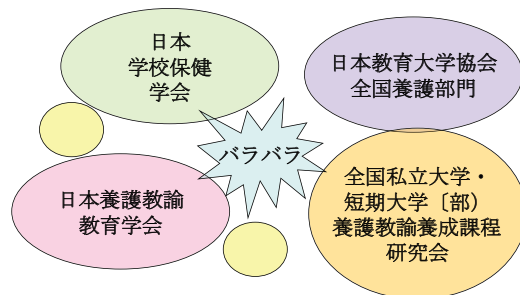 日本
学校保健
学会
日本教育大学協会
全国養護部門
バラバラ
日本養護教諭
教育学会
全国私立大学・
短期大学〔部）
養護教諭養成課程
研究会